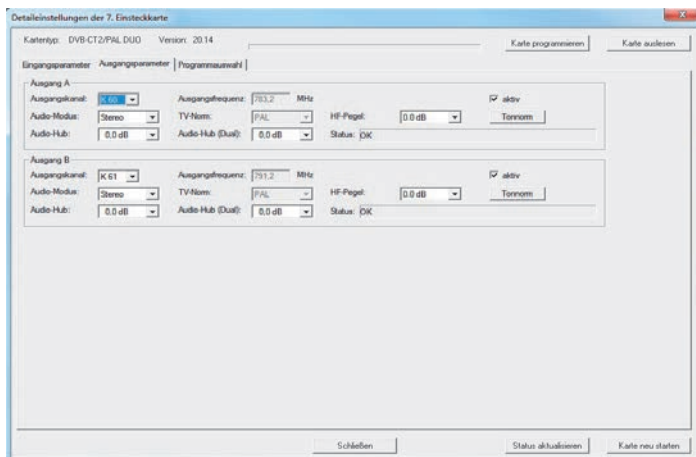 Detaileinstellungen der 7. Einsteckkarte
Kartentyp: DVB-CT2/PAL DUO Version: 20.14 Karte programmieren Karte auslesen
Eingangsparameter Ausgangsparameter Programmauswahl
Ausgang A
Ausgangskanal: K 60 Ausgangsfrequenz: 783,2 MHz aktiv
Audio-Modus: Stereo TV-Norm: PAL HF-Pegel: 0.0 dB Tonnorm
Audio-Hub: 0,0 dB Audio-Hub (Dual): 0,0 dB Status: OK
Ausgang B
Ausgangskanal: K 61 Ausgangsfrequenz: 791,2 MHz aktiv
Audio-Modus: Stereo TV-Norm: PAL HF-Pegel: 0.0 dB Tonnorm
Audio-Hub: 0,0 dB Audio-Hub (Dual): 0,0 dB Status: OK
Schließen Status aktualisieren Karte neu starten